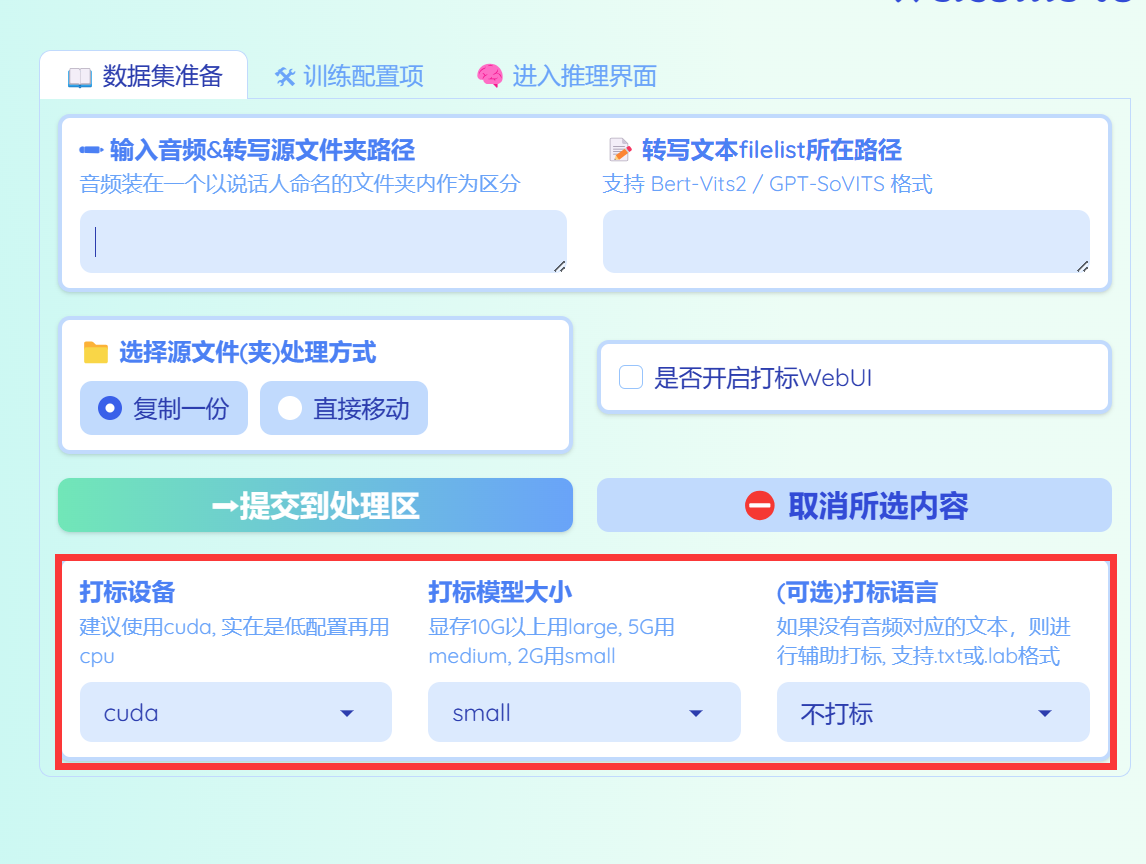 数据集准备
训练配置项
进入推理界面
输入音频&转写源文件夹路径
音频装在一个以说话人命名的文件夹内作为区分
转写文本filelist所在路径
支持 Bert-Vits2 / GPT-SoVITS 格式
选择源文件(夹)处理方式
复制一份
直接移动
是否开启打标WebUI
提交到处理区
取消所选内容
打标设备
建议使用cuda, 实在是低配置再用
cpu
cuda
打标模型大小
显存10G以上用large, 5G用
medium, 2G用small
small
(可选)打标语言
如果没有音频对应的文本，则进
行辅助打标, 支持.txt或.lab格式
不打标